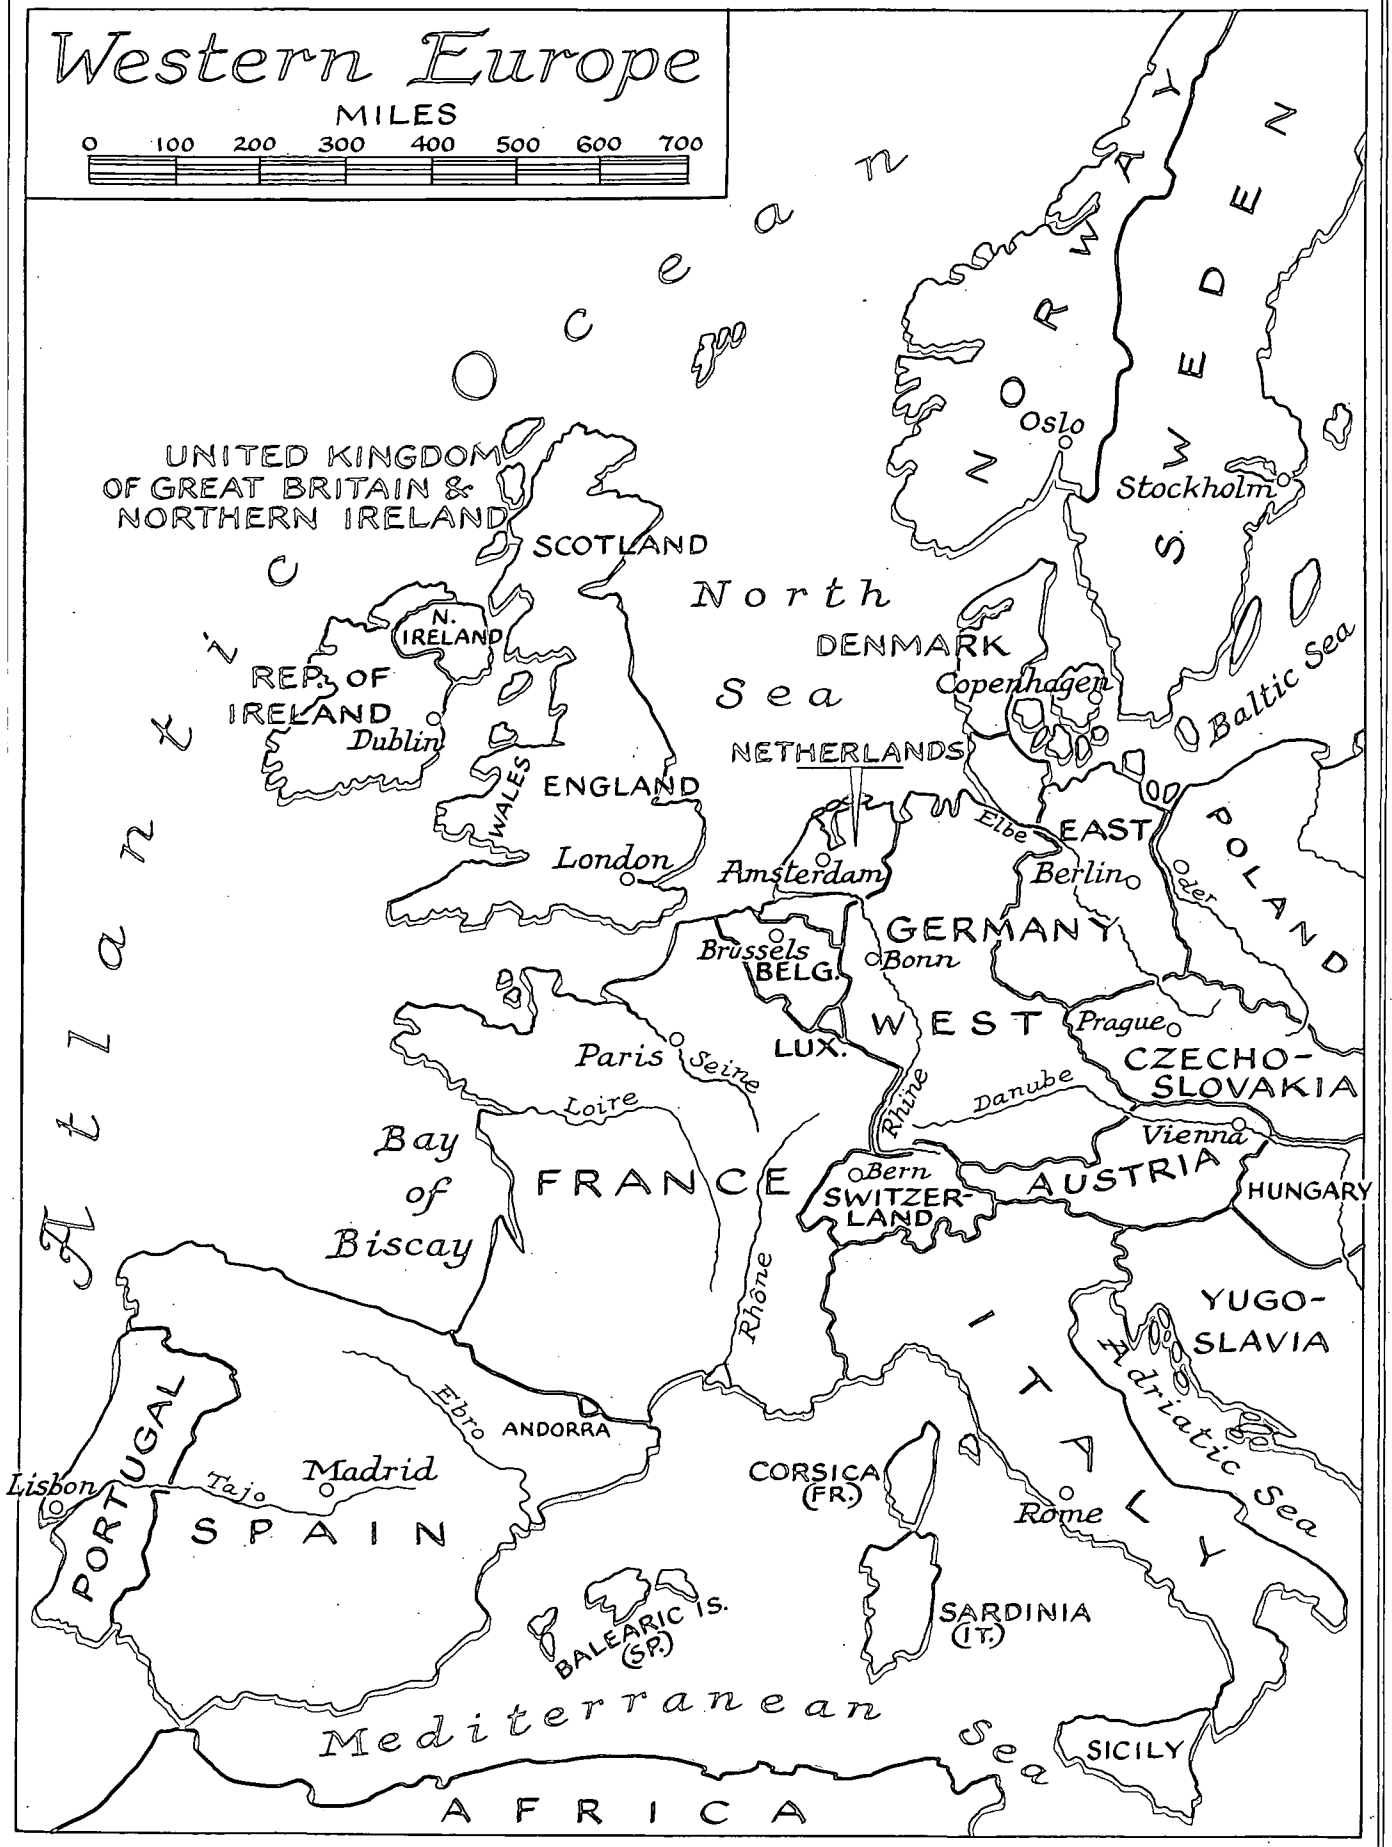 Western Europe
MILES
0 100 200 300 400 500 600 700
Atlantic Ocean
NORWAY
SWEDEN
Oslo
Stockholm
UNITED KINGDOM
OF GREAT BRITAIN &
NORTHERN IRELAND
SCOTLAND
North
Sea
N.
IRELAND
REP. OF
IRELAND
Dublin
DENMARK
Copenhagen
Baltic Sea
NETHERLANDS
WALES
ENGLAND
London
Amsterdam
Elbe
EAST
Berlin
Oder
POLAND
GERMANY
Brussels
BELG.
Bonn
WEST
LUX.
Prague
CZECHO-
SLOVAKIA
Paris
Seine
Loire
Rhine
Danube
Vienna
Bay
of
Biscay
FRANCE
Bern
SWITZER-
LAND
AUSTRIA
HUNGARY
Rhône
ITALY
YUGO-
SLAVIA
Adriatic Sea
PORTUGAL
Ebro
ANDORRA
Lisbon
Tajo
Madrid
SPAIN
CORSICA
(FR.)
Rome
SARDINIA
(IT.)
BALEARIC IS.
(SP.)
Mediterranean Sea
SICILY
AFRICA